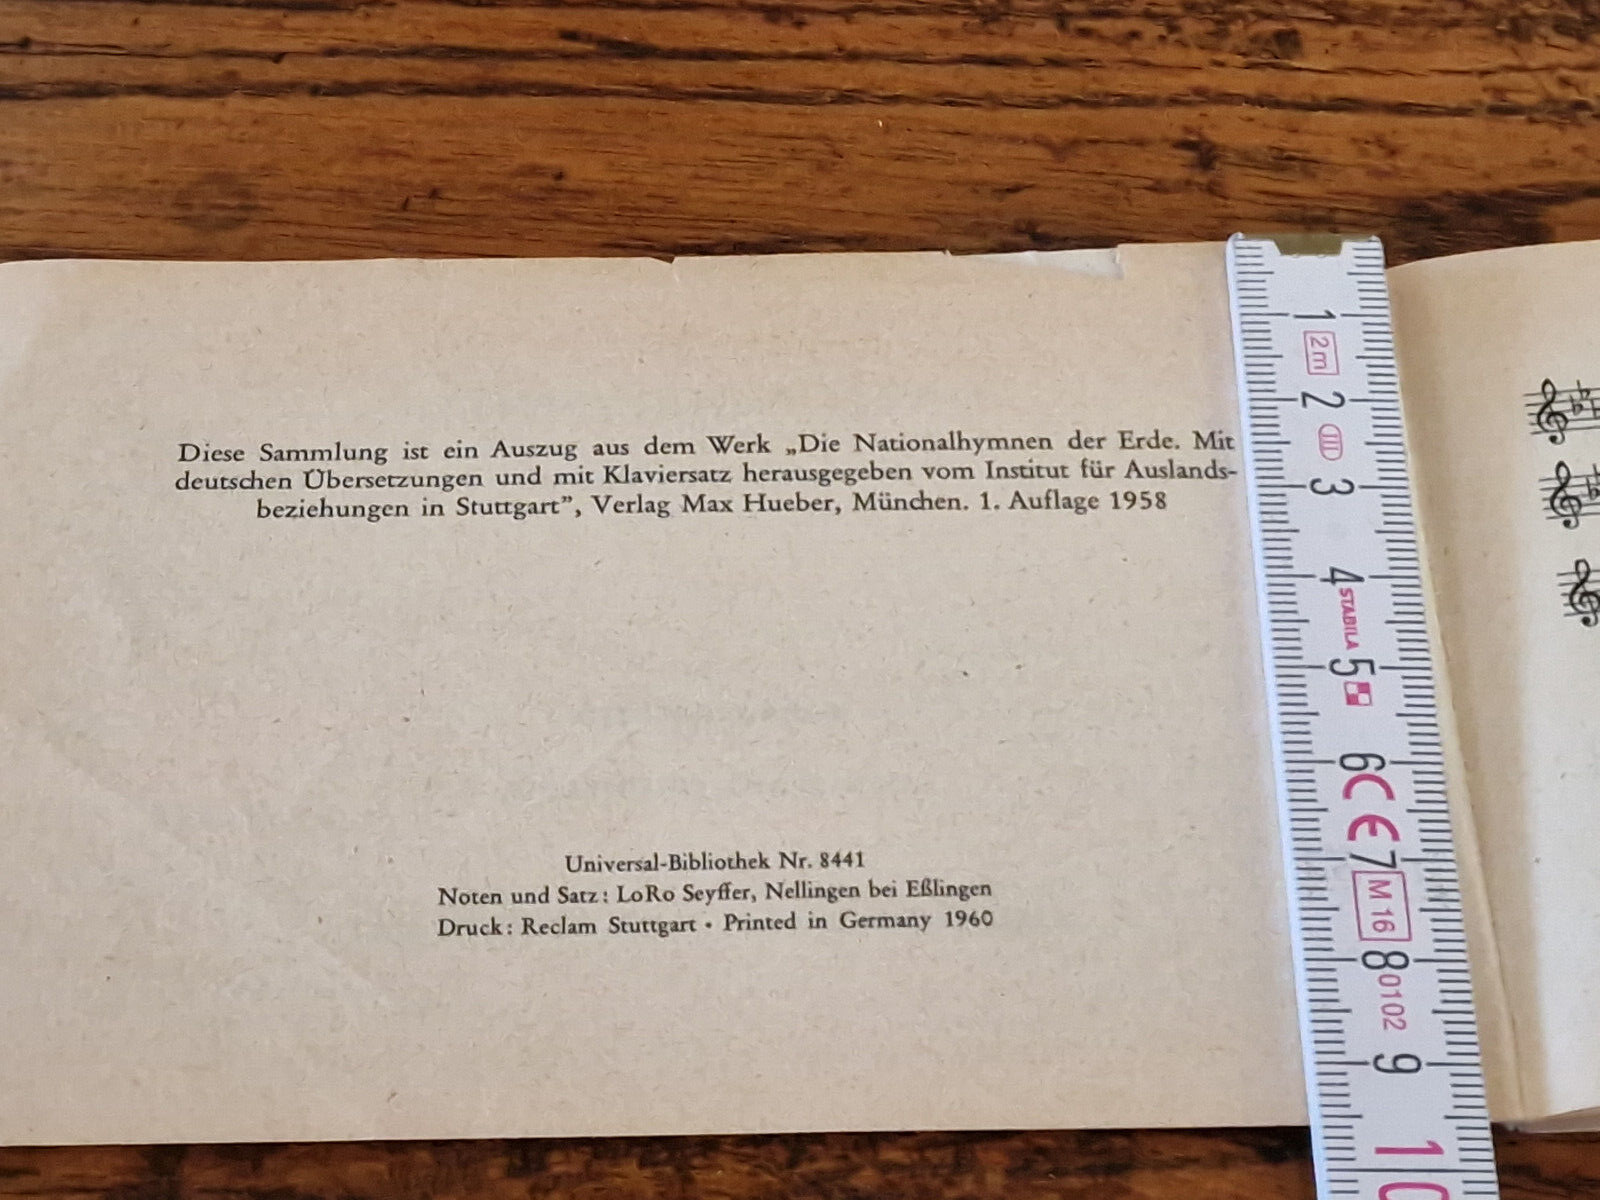 Diese Sammlung ist ein Auszug aus dem Werk „Die Nationalhymnen der Erde. Mit
deutschen Übersetzungen und mit Klaviersatz herausgegeben vom Institut für Auslands-
beziehungen in Stuttgart”, Verlag Max Hueber, München. 1. Auflage 1958
Universal-Bibliothek Nr. 8441
Noten und Satz: LoRo Seyffer, Nellingen bei Eßlingen
Druck: Reclam Stuttgart • Printed in Germany 1960
1
2m
2
III
3
4
STABILA
5
6
CE
7
M 16
8
0102
9
10